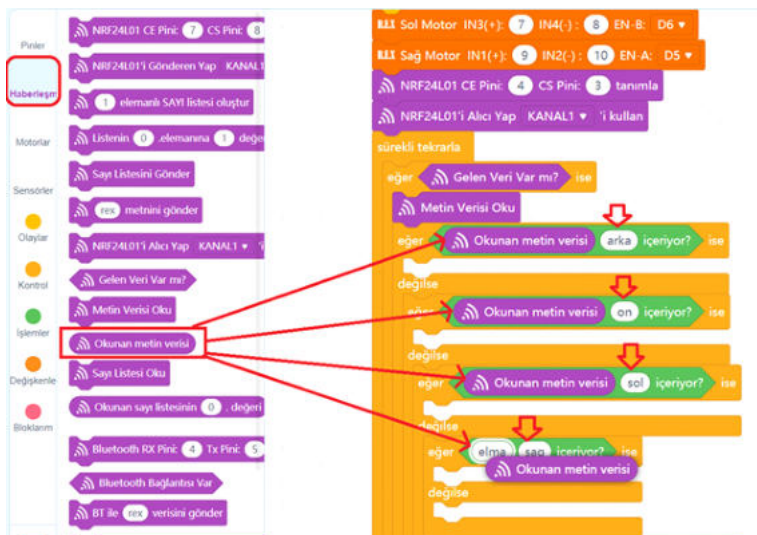 Pinler
Haberleşm
Motorlar
Sensörler
Olaylar
Kontrol
İşlemler
Değişkenle
Bloklarım
NRF24L01 CE Pini: 7 CS Pini: 8
NRF24L01'i Gönderen Yap KANAL1
1 elemanlı SAYI listesi oluştur
Listenin 0 .elemanına 1 değe
Sayı Listesini Gönder
rex metnini gönder
NRF24L01'i Alıcı Yap KANAL1 ▾ 'i
Gelen Veri Var mı?
Metin Verisi Oku
Okunan metin verisi
Sayı Listesi Oku
Okunan sayı listesinin 0 . değeri
Bluetooth RX Pini: 4 Tx Pini: 5
Bluetooth Bağlantısı Var
BT ile rex verisini gönder
REX Sol Motor IN3(+): 7 IN4(-) : 8 EN-B: D6 ▾
REX Sağ Motor IN1(+): 9 IN2(-) : 10 EN-A: D5 ▾
NRF24L01 CE Pini: 4 CS Pini: 3 tanımla
NRF24L01'i Alıcı Yap KANAL1 ▾ 'i kullan
sürekli tekrarla
eğer Gelen Veri Var mı? ise
Metin Verisi Oku
eğer Okunan metin verisi arka içeriyor? ise
değilse
eğer Okunan metin verisi on içeriyor? ise
değilse
eğer Okunan metin verisi sol içeriyor? ise
değilse
eğer elma sag içeriyor? ise
Okunan metin verisi
değilse